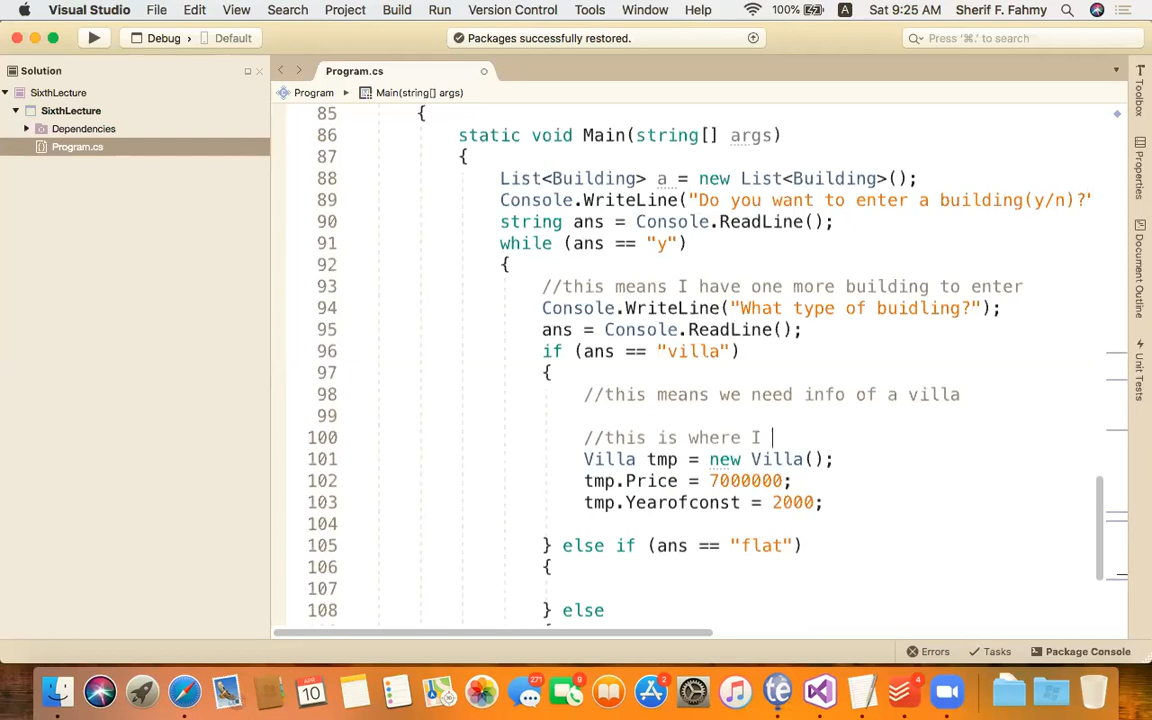 Visual Studio File Edit View Search Project Build Run Version Control Tools Window Help 100% A Sat 9:25 AM Sherif F. Fahmy
Debug › Default Packages successfully restored. Press '⌘.' to search
Solution Program.cs
SixthLecture Program Main(string[] args)
SixthLecture
Dependencies
Program.cs
Toolbox
Properties
Document Outline
Unit Tests
85 {
86 static void Main(string[] args)
87 {
88 List<Building> a = new List<Building>();
89 Console.WriteLine("Do you want to enter a building(y/n)?"
90 string ans = Console.ReadLine();
91 while (ans == "y")
92 {
93 //this means I have one more building to enter
94 Console.WriteLine("What type of buidling?");
95 ans = Console.ReadLine();
96 if (ans == "villa")
97 {
98 //this means we need info of a villa
99
100 //this is where I
101 Villa tmp = new Villa();
102 tmp.Price = 7000000;
103 tmp.Yearofconst = 2000;
104
105 } else if (ans == "flat")
106 {
107
108 } else
{
Errors Tasks Package Console
APR
10
271
9
2
4